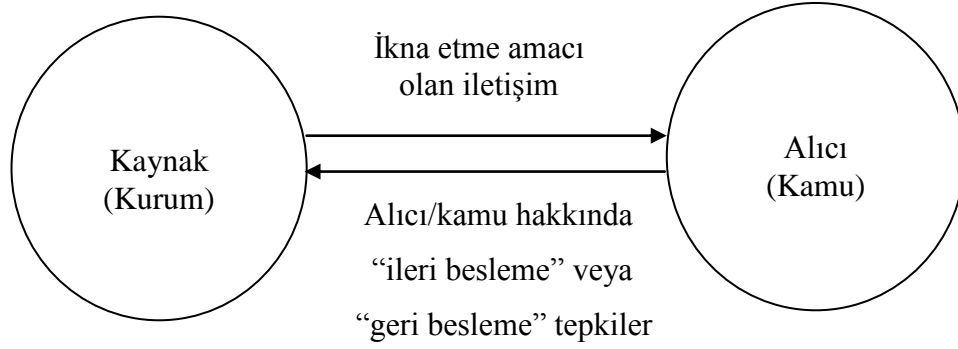 İkna etme amacı
olan iletişim
Kaynak
(Kurum)
Alıcı
(Kamu)
Alıcı/kamu hakkında
“ileri besleme” veya
“geri besleme” tepkiler